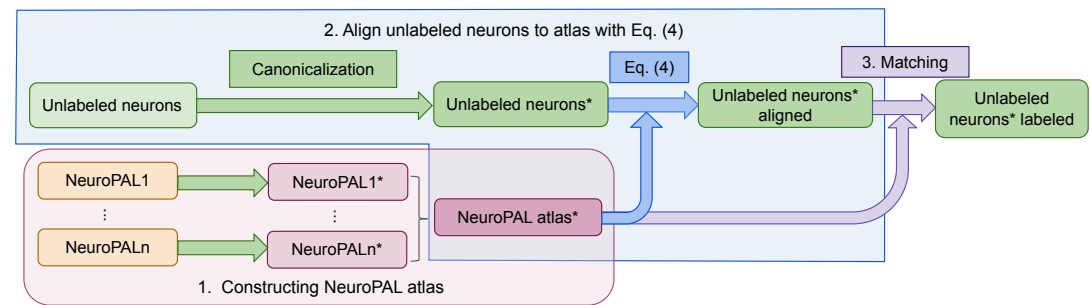 2. Align unlabeled neurons to atlas with Eq. (4)
Canonicalization
Eq. (4)
3. Matching
Unlabeled neurons
Unlabeled neurons*
Unlabeled neurons*
aligned
Unlabeled
neurons* labeled
NeuroPAL1
NeuroPAL1*
⋮
⋮
NeuroPAL atlas*
NeuroPALn
NeuroPALn*
1. Constructing NeuroPAL atlas